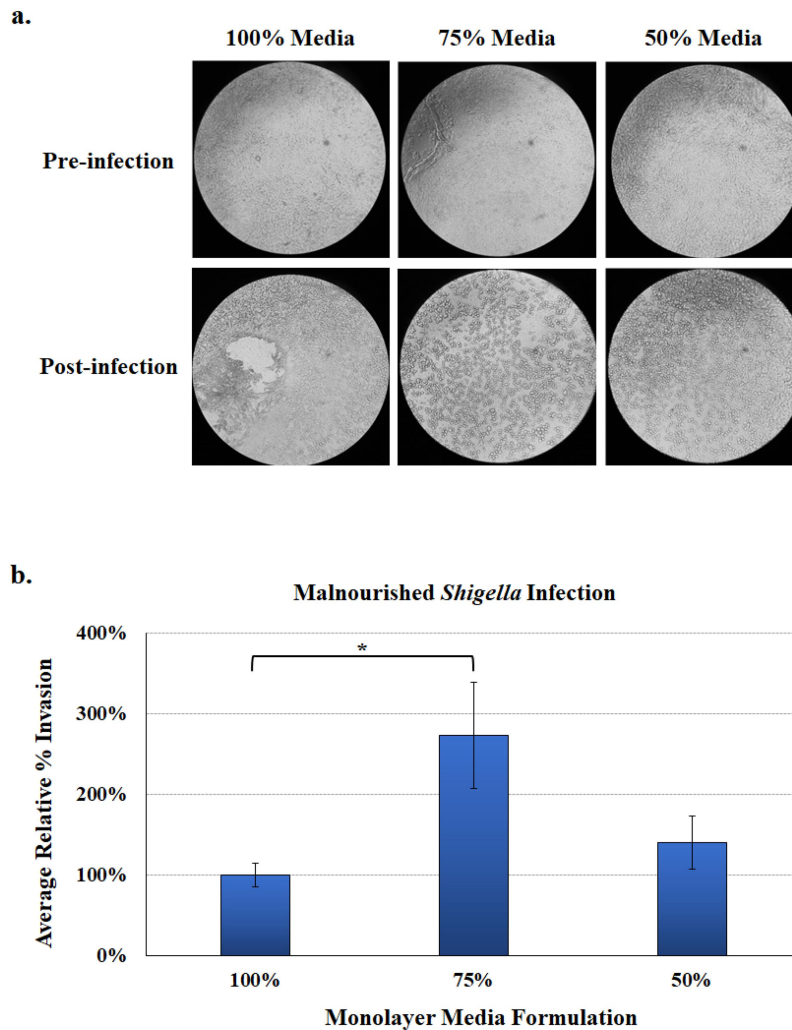 a.
100% Media 75% Media 50% Media
Pre-infection
Post-infection
b.
Malnourished Shigella Infection
400%
*
300%
200%
100%
0%
Average Relative % Invasion
100% 75% 50%
Monolayer Media Formulation